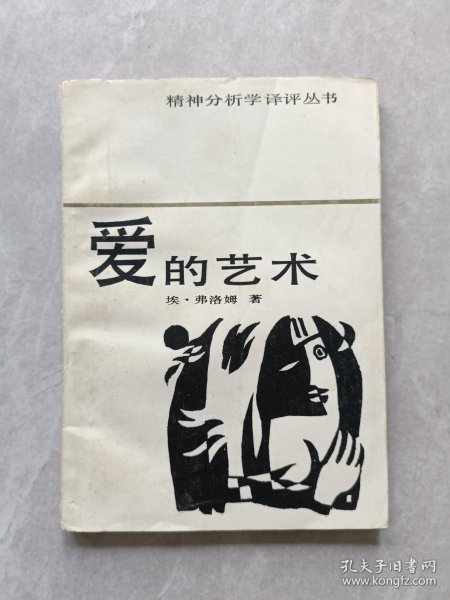 精神分析学译评丛书
爱的艺术
埃·弗洛姆 著
孔夫子旧书网
www.kongfz.com